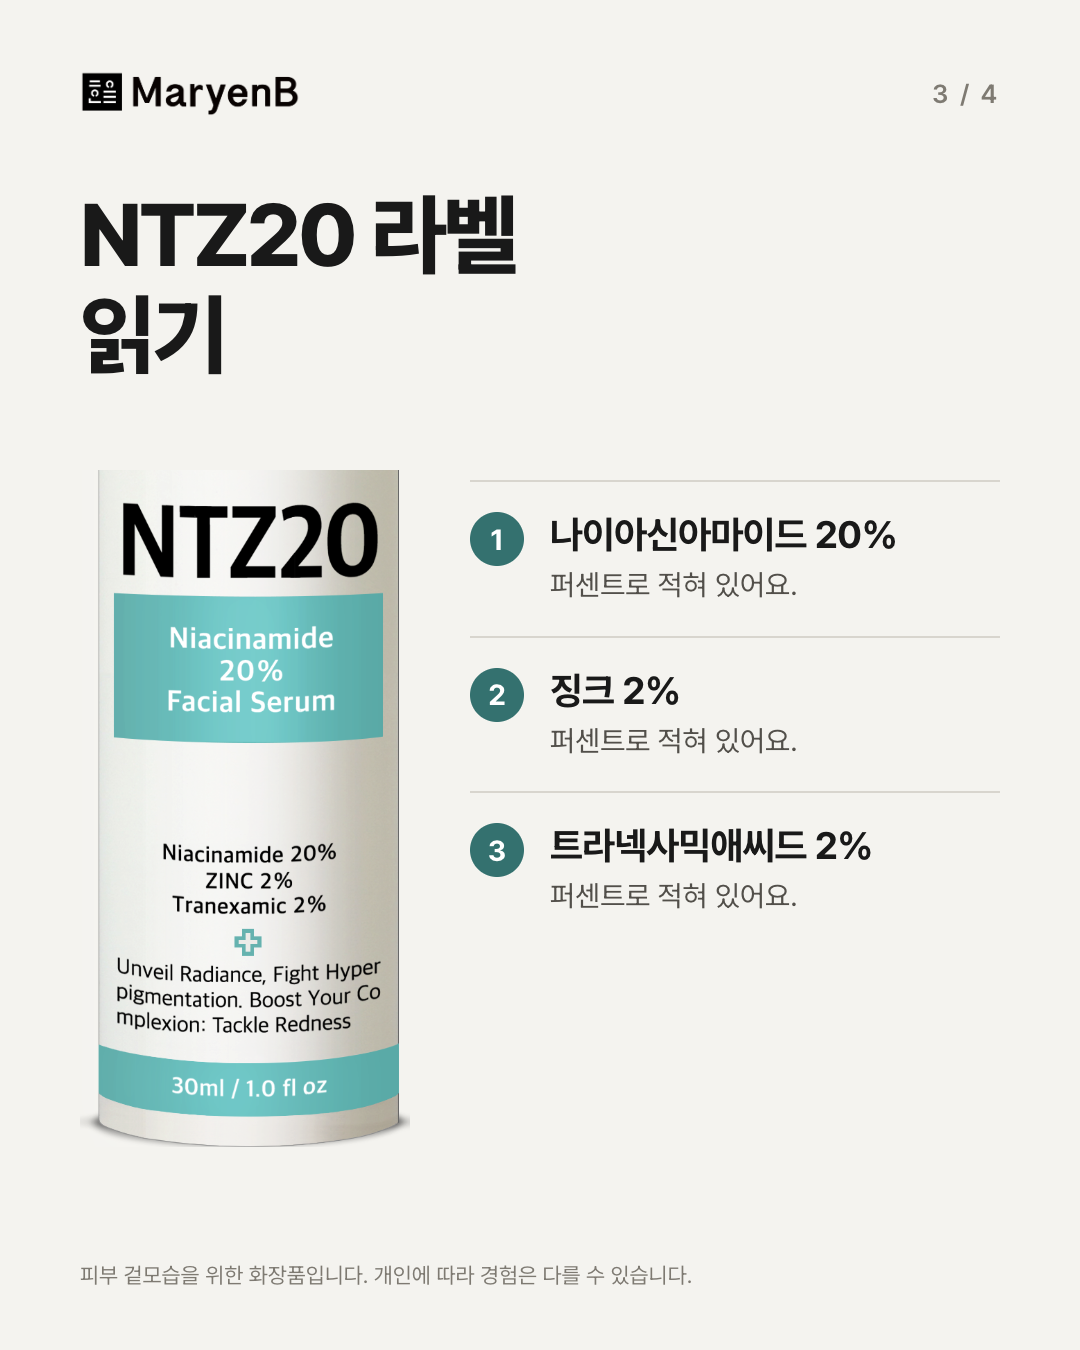 MaryenB
3 / 4
NTZ20 라벨
읽기
NTZ20
Niacinamide
20%
Facial Serum
Niacinamide 20%
ZINC 2%
Tranexamic 2%
Unveil Radiance, Fight Hyper
pigmentation. Boost Your Co
mplexion: Tackle Redness
30ml / 1.0 fl oz
1 나이아신아마이드 20%
퍼센트로 적혀 있어요.
2 징크 2%
퍼센트로 적혀 있어요.
3 트라넥사믹애씨드 2%
퍼센트로 적혀 있어요.
피부 겉모습을 위한 화장품입니다. 개인에 따라 경험은 다를 수 있습니다.